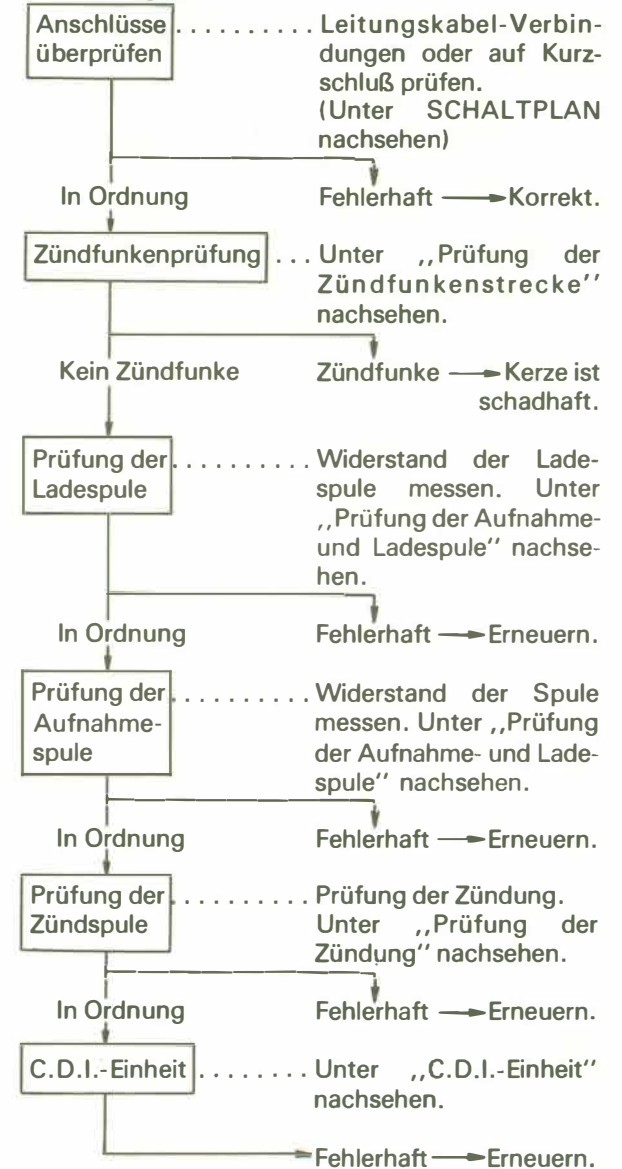 Anschlüsse .......... Leitungskabel-Verbin-
überprüfen dungen oder auf Kurz-
schluß prüfen.
(Unter SCHALTPLAN
nachsehen)
In Ordnung Fehlerhaft → Korrekt.
Zündfunkenprüfung ... Unter ,,Prüfung der
Zündfunkenstrecke''
nachsehen.
Kein Zündfunke Zündfunke → Kerze ist
schadhaft.
Prüfung der .......... Widerstand der Lade-
Ladespule spule messen. Unter
,,Prüfung der Aufnahme-
und Ladespule'' nachse-
hen.
In Ordnung Fehlerhaft → Erneuern.
Prüfung der .......... Widerstand der Spule
Aufnahme- messen. Unter ,,Prüfung
spule der Aufnahme- und Lade-
spule'' nachsehen.
In Ordnung Fehlerhaft → Erneuern.
Prüfung der .......... Prüfung der Zündung.
Zündspule Unter ,,Prüfung der
Zündung'' nachsehen.
In Ordnung Fehlerhaft → Erneuern.
C.D.I.-Einheit ........ Unter ,,C.D.I.-Einheit''
nachsehen.
Fehlerhaft → Erneuern.